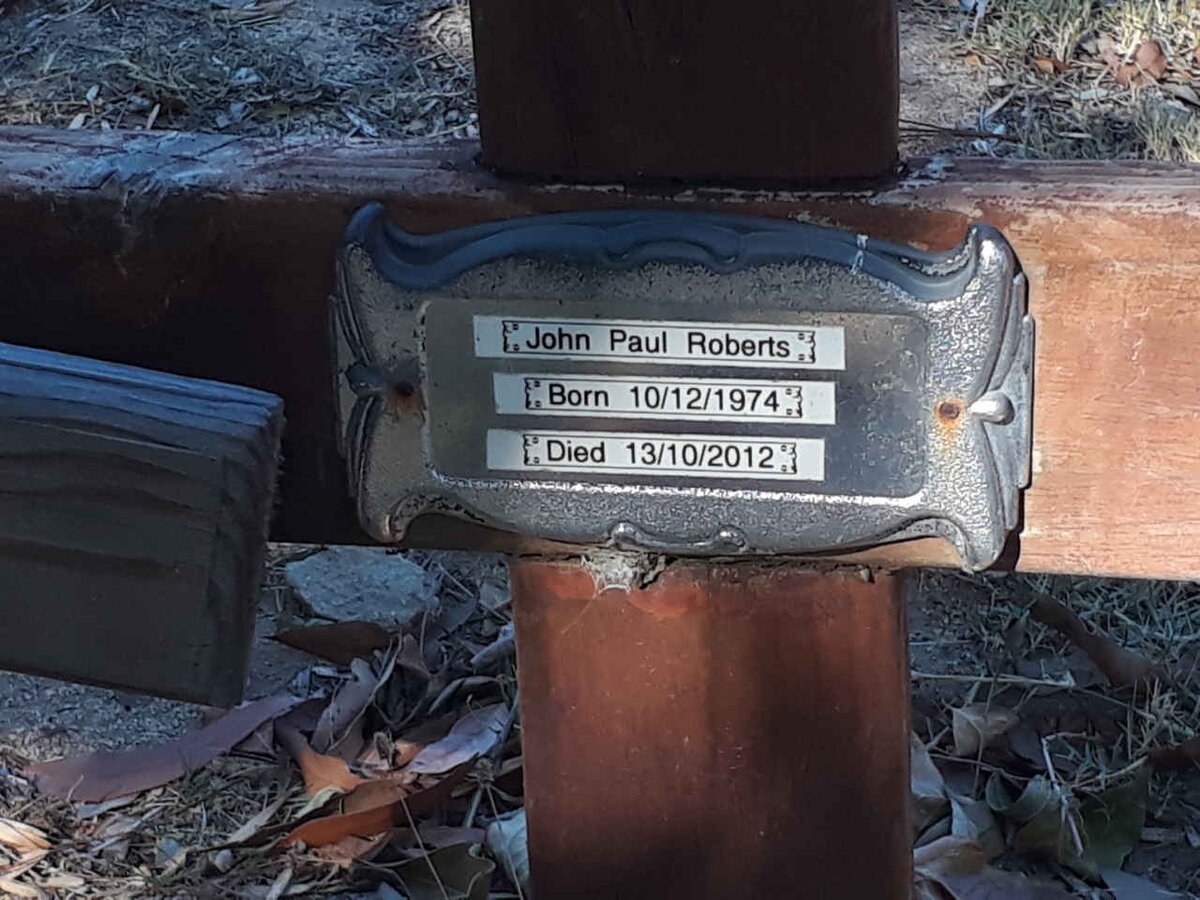 John Paul Roberts
Born 10/12/1974
Died 13/10/2012